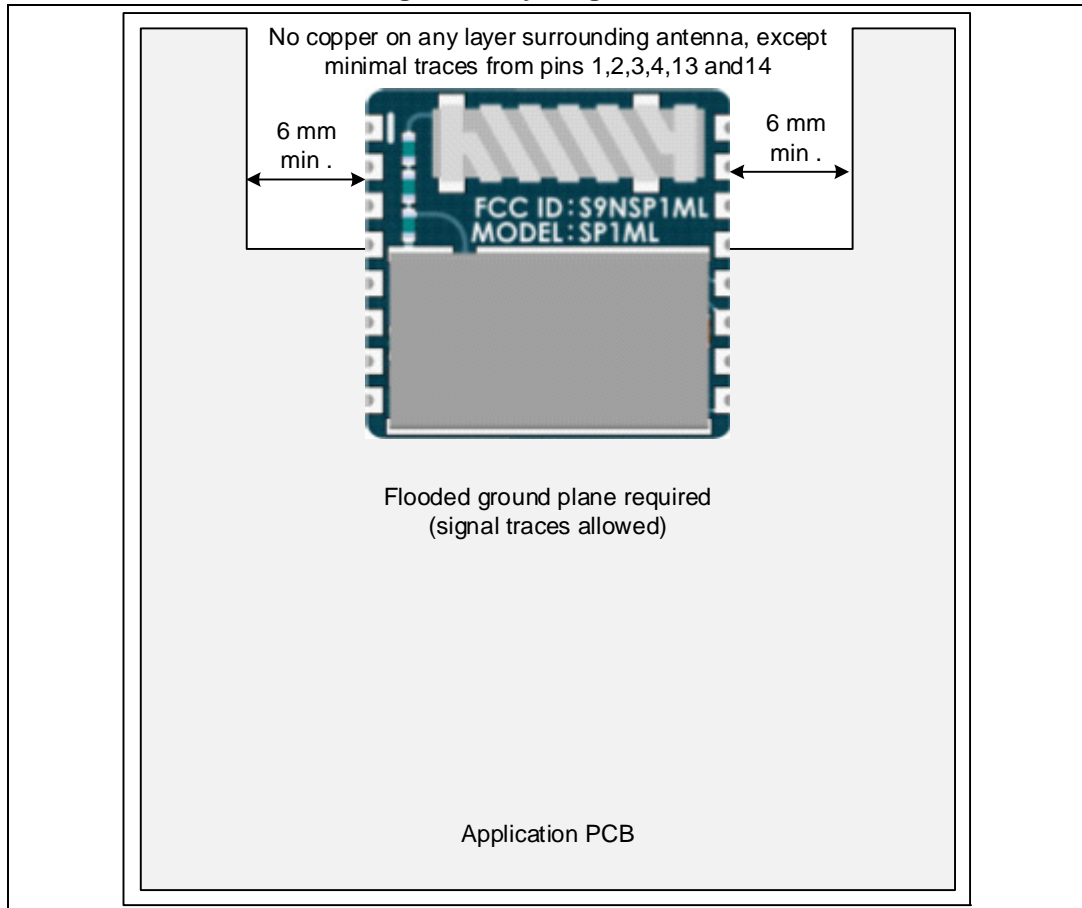 No copper on any layer surrounding antenna, except
minimal traces from pins 1,2,3,4,13 and14
6 mm
min .
6 mm
min .
FCC ID:S9NSP1ML
MODEL:SP1ML
Flooded ground plane required
(signal traces allowed)
Application PCB